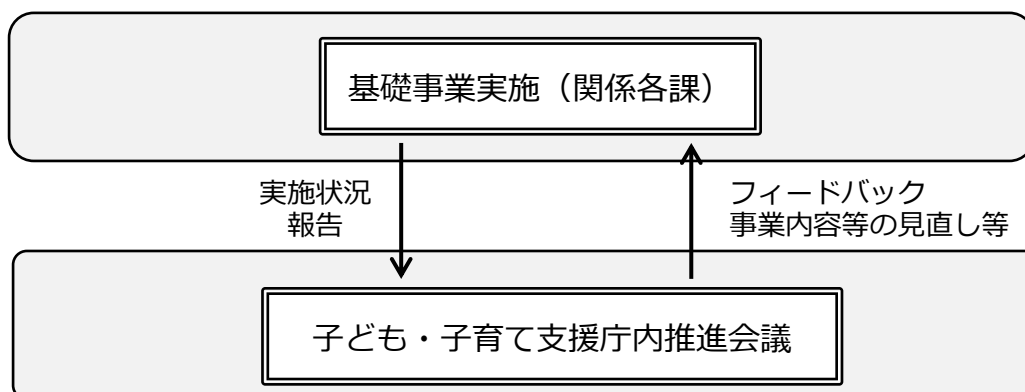 基礎事業実施（関係各課）
実施状況
報告
フィードバック
事業内容等の見直し等
子ども・子育て支援庁内推進会議